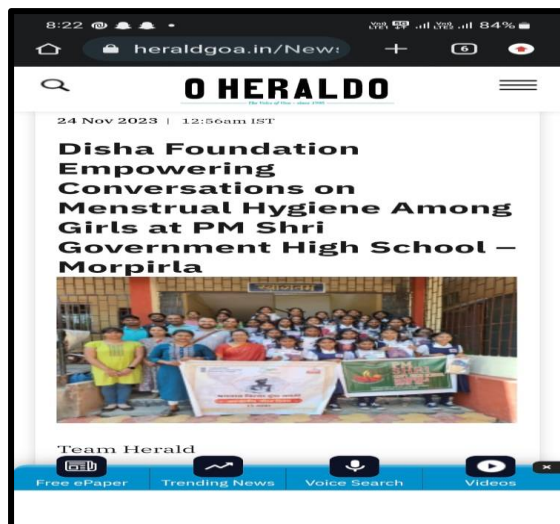 8:22
84%
heraldgoa.in/New
6
O HERALDO
24 Nov 2023 | 12:56am IST
Disha Foundation
Empowering
Conversations on
Menstrual Hygiene Among
Girls at PM Shri
Government High School –
Morpirla
Team Herald
Free ePaper
Trending News
Voice Search
Videos